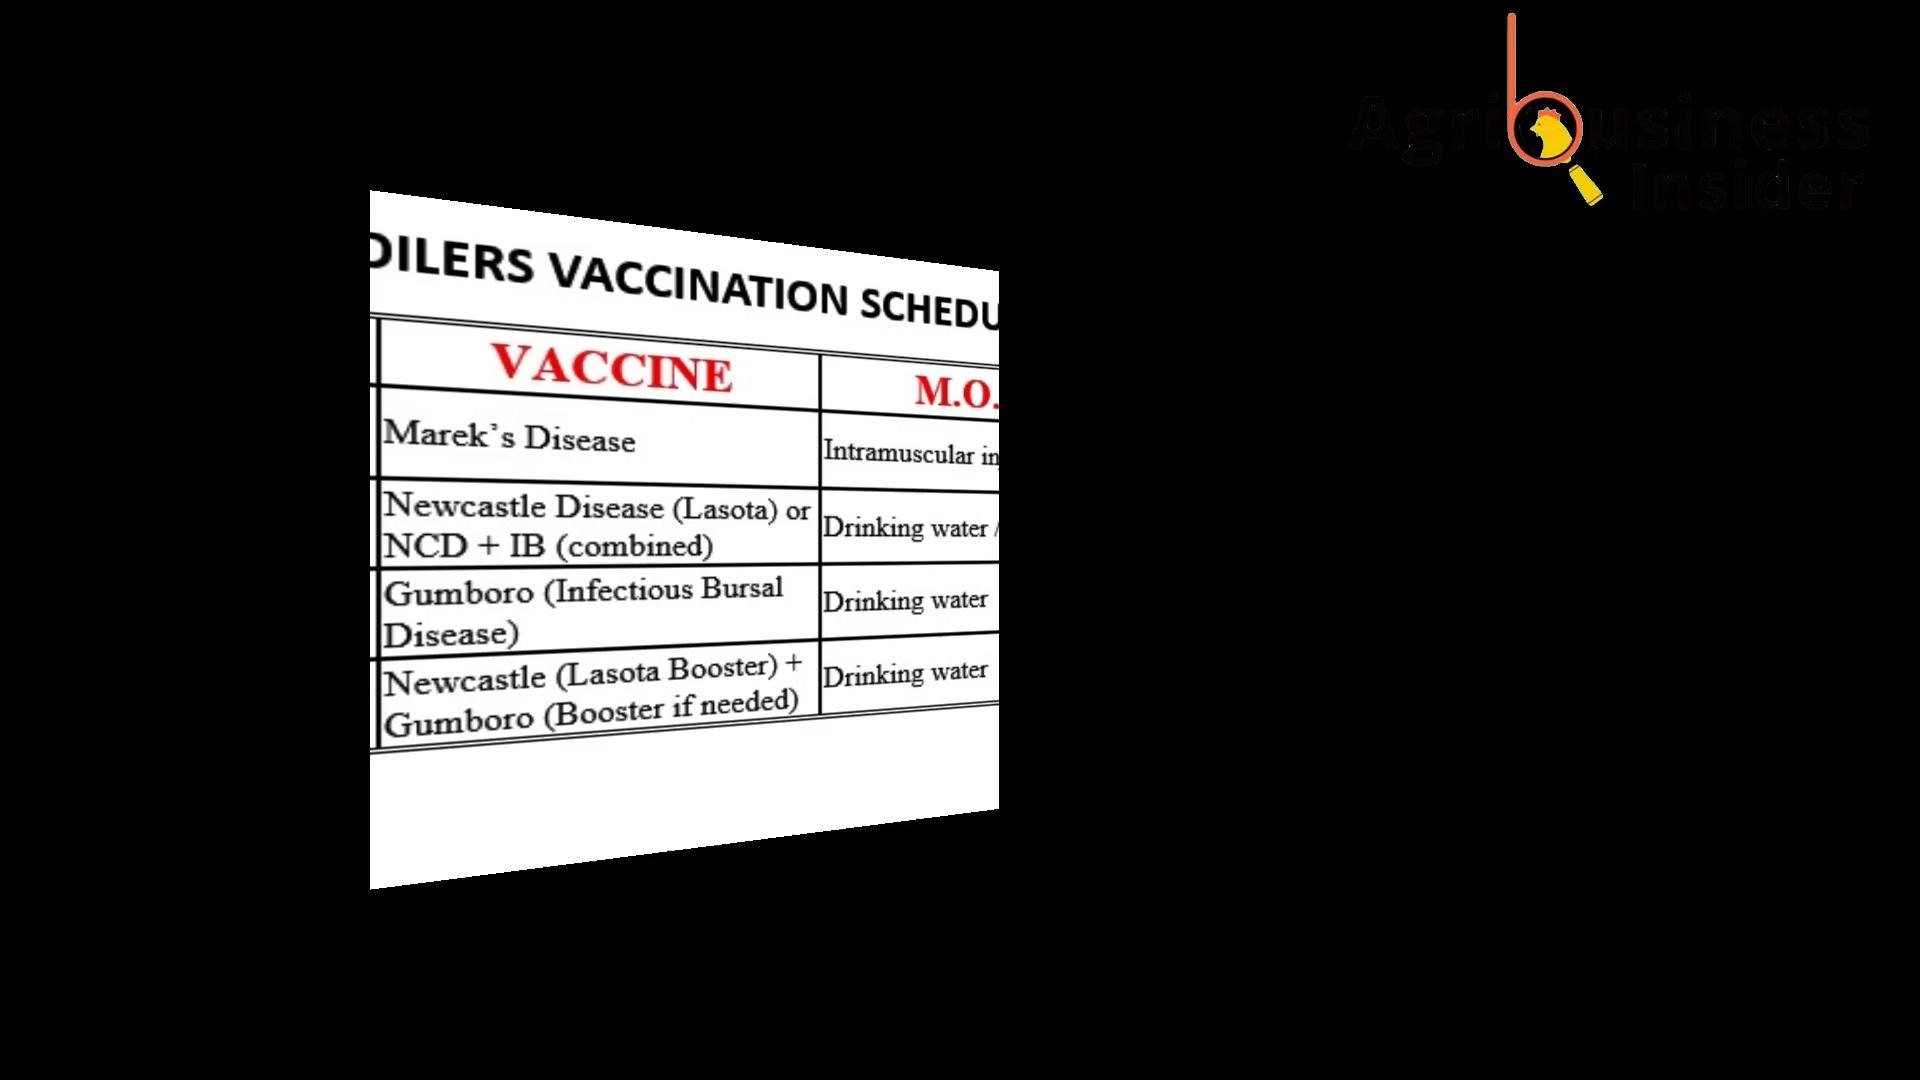 Agribusiness
Insider
OILERS VACCINATION SCHEDU
VACCINE
M.O.
Marek's Disease
Intramuscular in
Newcastle Disease (Lasota) or
NCD + IB (combined)
Drinking water /
Gumboro (Infectious Bursal
Disease)
Drinking water
Newcastle (Lasota Booster) +
Gumboro (Booster if needed)
Drinking water